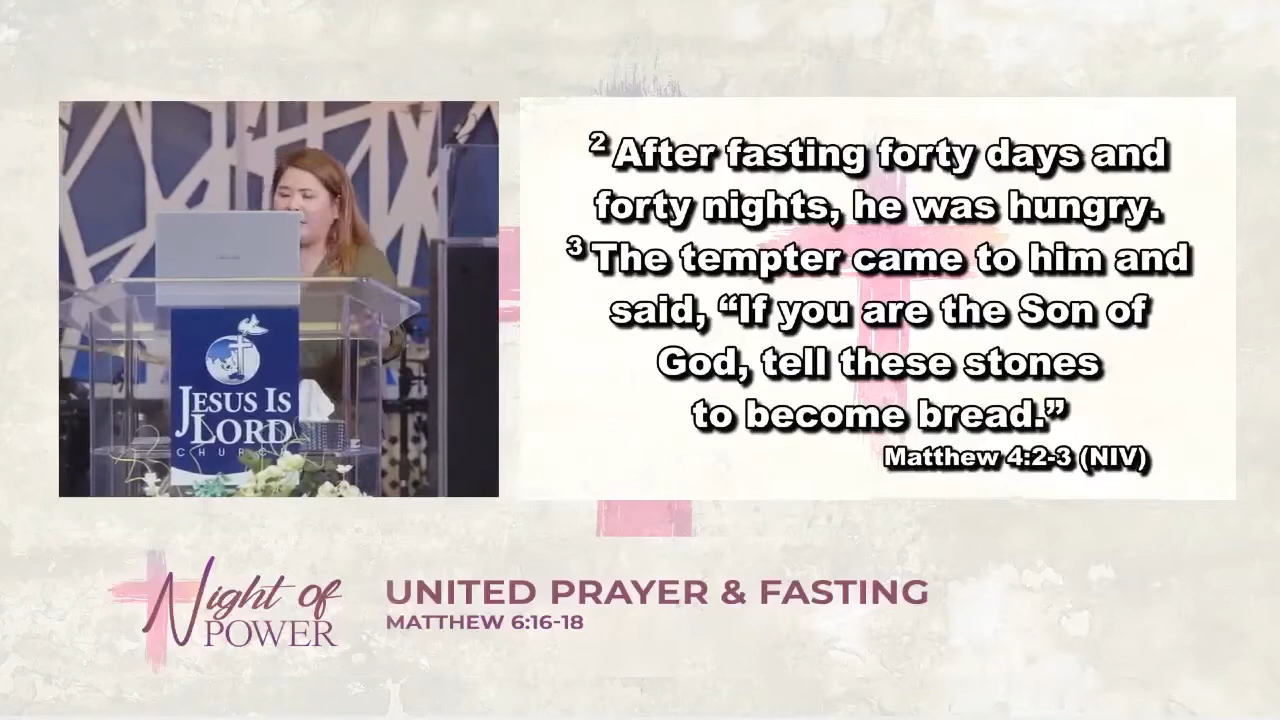 JESUS IS
LORD
CHURCH
2 After fasting forty days and
forty nights, he was hungry.
3 The tempter came to him and
said, “If you are the Son of
God, tell these stones
to become bread.”
Matthew 4:2-3 (NIV)
Night of
POWER
UNITED PRAYER & FASTING
MATTHEW 6:16-18